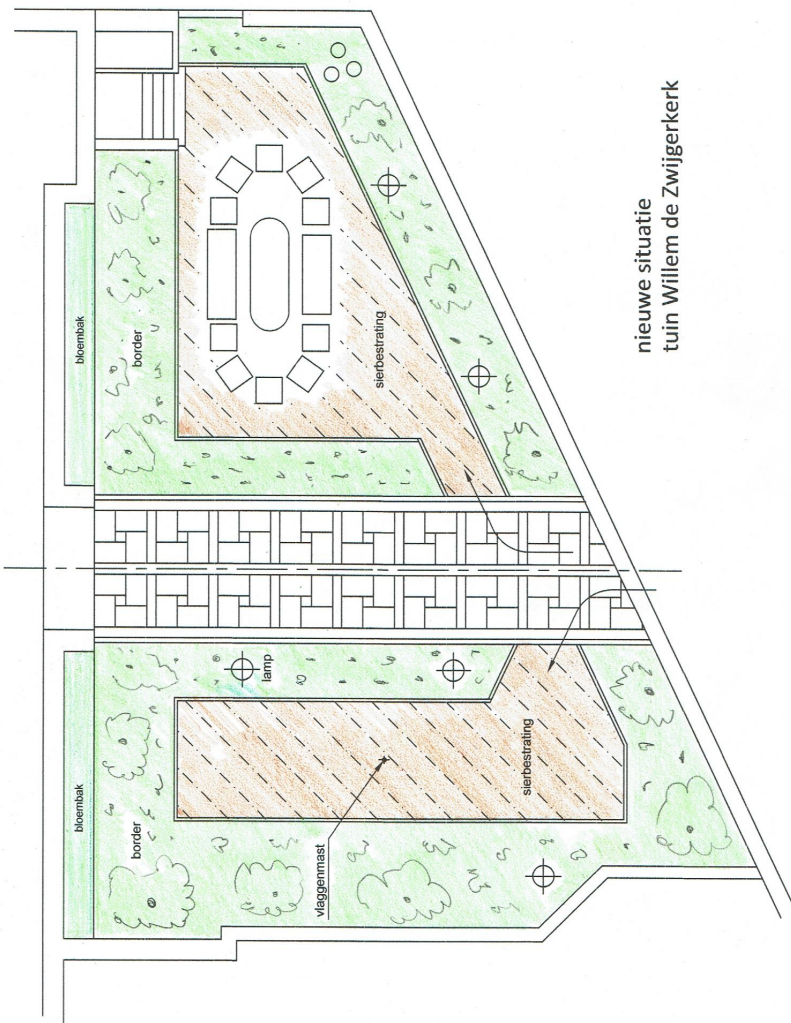 nieuwe situatie
tuin Willem de Zwijgerkerk
bloembak
border
sierbestrating
bloembak
border
lamp
vlaggenmast
sierbestrating